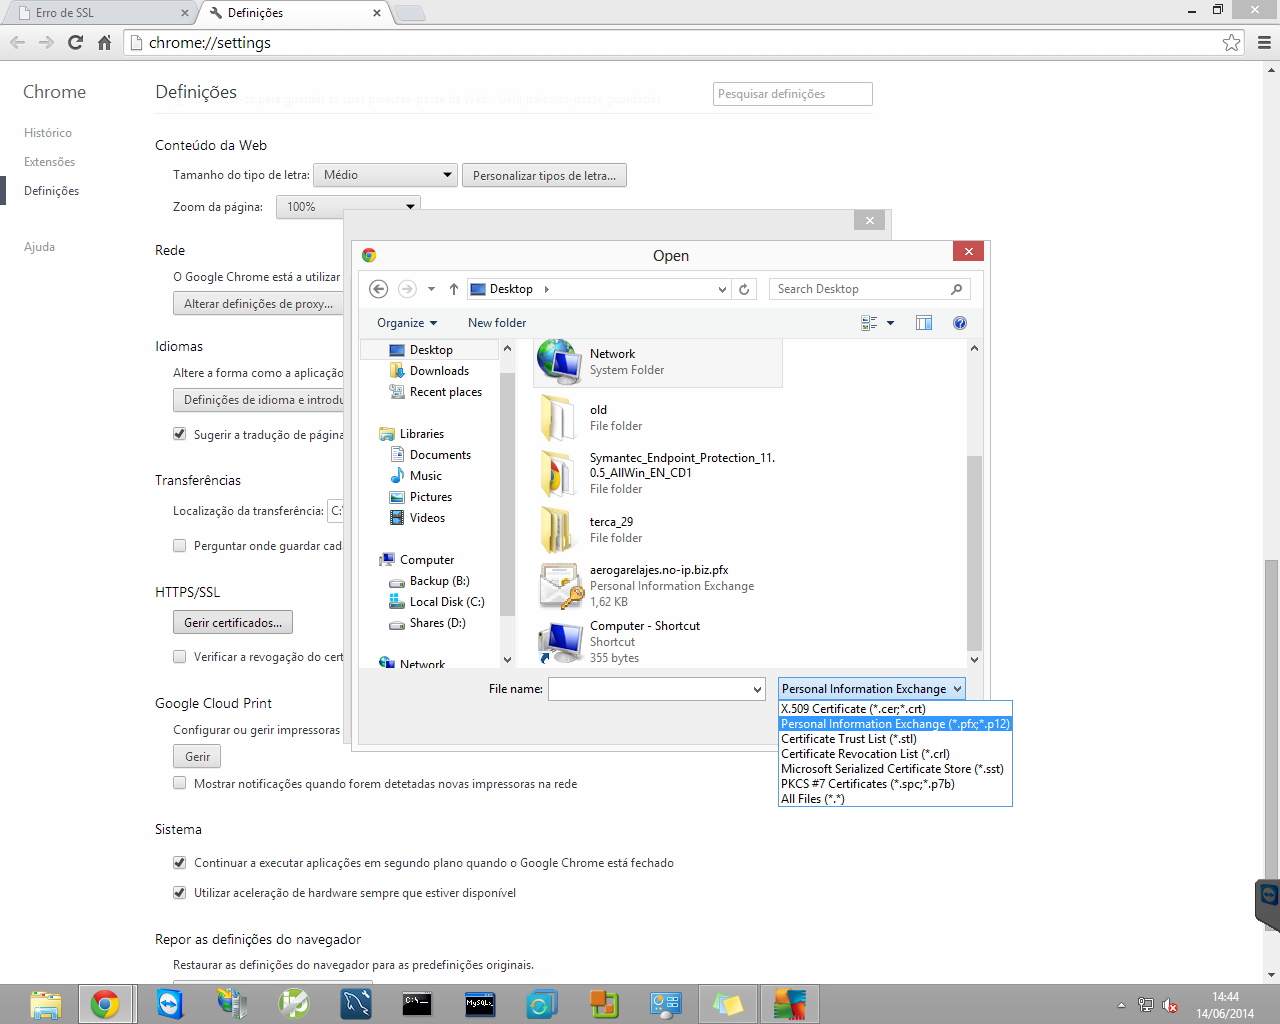 Erro de SSL
Definições
chrome://settings
Chrome
Histórico
Extensões
Definições
Ajuda
Definições
Pesquisar definições
Conteúdo da Web
Tamanho do tipo de letra:
Médio
Personalizar tipos de letra...
Zoom da página:
100%
Rede
O Google Chrome está a utilizar
Alterar definições de proxy...
Idiomas
Altere a forma como a aplicação
Definições de idioma e introdu
Sugerir a tradução de página
Transferências
Localização da transferência:
C:
Perguntar onde guardar cad
HTTPS/SSL
Gerir certificados...
Verificar a revogação do cert
Google Cloud Print
Configurar ou gerir impressoras
Gerir
Mostrar notificações quando forem detetadas novas impressoras na rede
Sistema
Continuar a executar aplicações em segundo plano quando o Google Chrome está fechado
Utilizar aceleração de hardware sempre que estiver disponível
Repor as definições do navegador
Restaurar as definições do navegador para as predefinições originais.
Open
Desktop
Search Desktop
Organize
New folder
Desktop
Downloads
Recent places
Libraries
Documents
Music
Pictures
Videos
Computer
Backup (B:)
Local Disk (C:)
Shares (D:)
Network
Network
System Folder
old
File folder
Symantec_Endpoint_Protection_11.
0.5_AllWin_EN_CD1
File folder
terca_29
File folder
aerogarelajes.no-ip.biz.pfx
Personal Information Exchange
1,62 KB
Computer - Shortcut
Shortcut
355 bytes
File name:
Personal Information Exchange
X.509 Certificate (*.cer;*.crt)
Personal Information Exchange (*.pfx;*.p12)
Certificate Trust List (*.stl)
Certificate Revocation List (*.crl)
Microsoft Serialized Certificate Store (*.sst)
PKCS #7 Certificates (*.spc;*.p7b)
All Files (*.*)
C:\
MySQL
14:44
14/06/2014